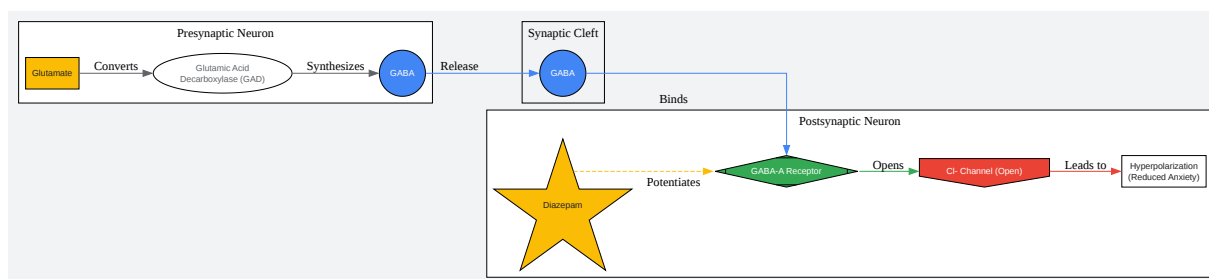 Presynaptic Neuron
Glutamate
Converts
Glutamic Acid
Decarboxylase (GAD)
Synthesizes
GABA
Release
Synaptic Cleft
GABA
Binds
Postsynaptic Neuron
Diazepam
Potentiates
GABA-A Receptor
Opens
Cl- Channel (Open)
Leads to
Hyperpolarization
(Reduced Anxiety)